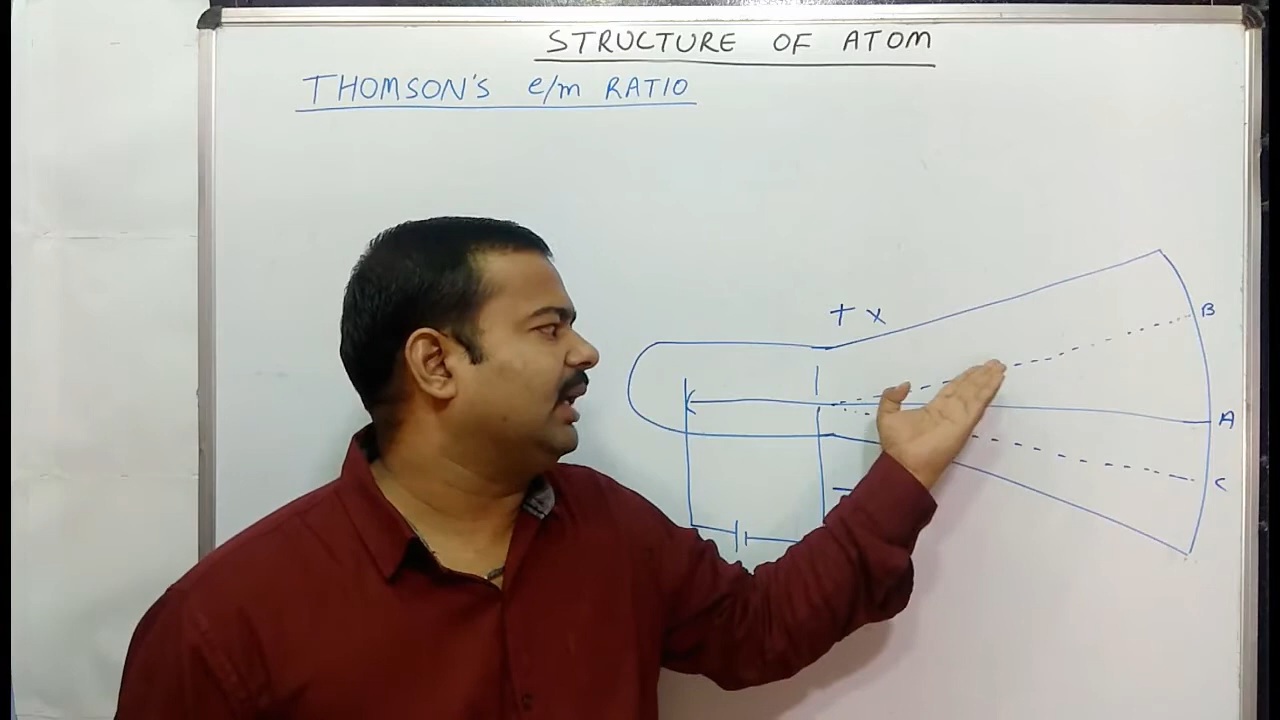 STRUCTURE OF ATOM
THOMSON'S e/m RATIO
+ x
B
A
C